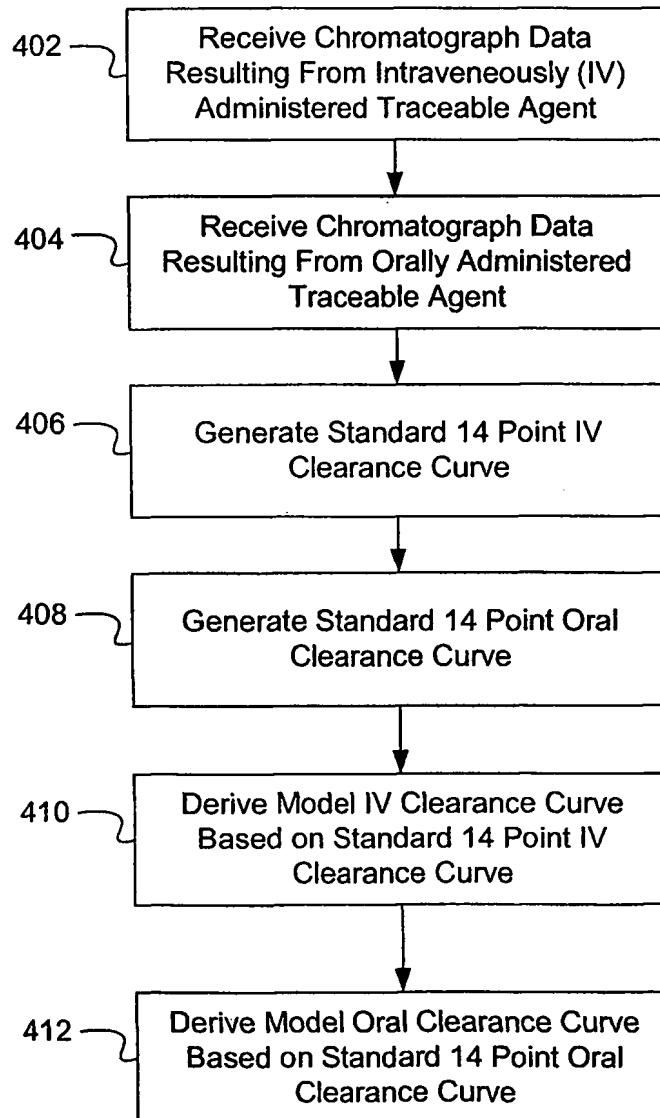 402
Receive Chromatograph Data
Resulting From Intraveneously (IV)
Administered Traceable Agent
404
Receive Chromatograph Data
Resulting From Orally Administered
Traceable Agent
406
Generate Standard 14 Point IV
Clearance Curve
408
Generate Standard 14 Point Oral
Clearance Curve
410
Derive Model IV Clearance Curve
Based on Standard 14 Point IV
Clearance Curve
412
Derive Model Oral Clearance Curve
Based on Standard 14 Point Oral
Clearance Curve